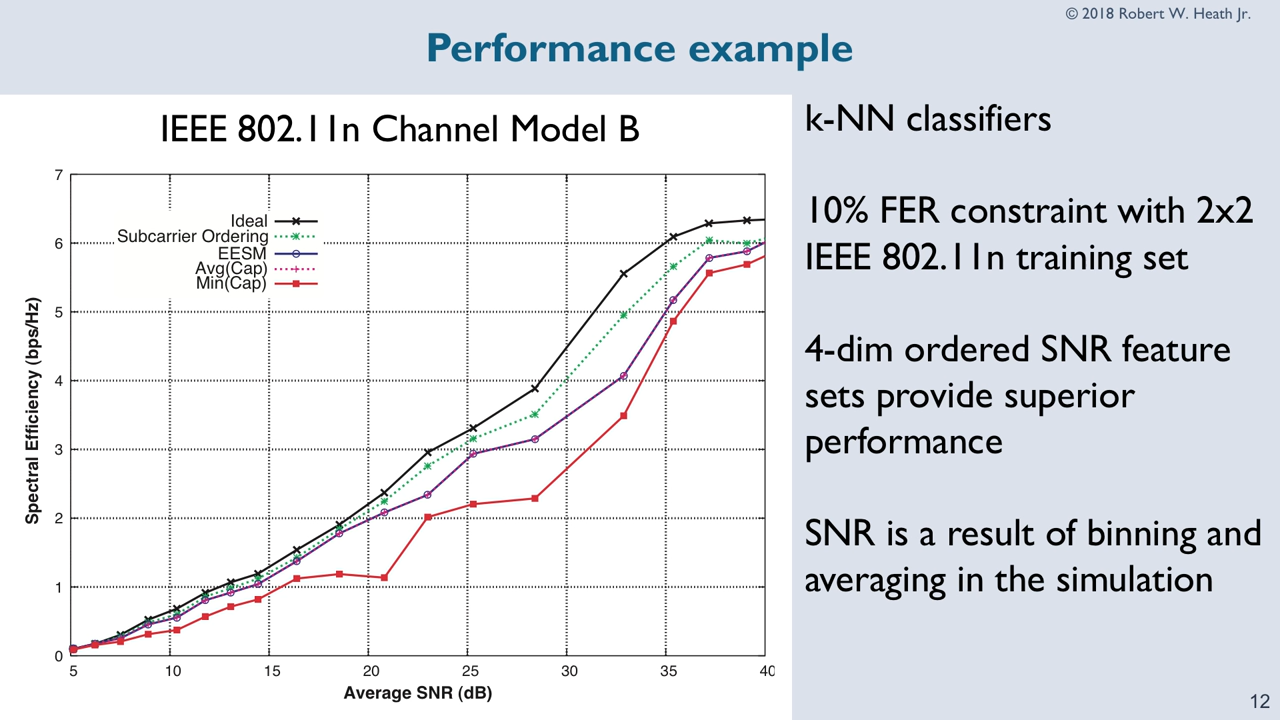 © 2018 Robert W. Heath Jr.
Performance example
IEEE 802.11n Channel Model B
7
6
5
4
3
2
1
0
Spectral Efficiency (bps/Hz)
Ideal
Subcarrier Ordering
EESM
Avg(Cap)
Min(Cap)
5 10 15 20 25 30 35 40
Average SNR (dB)
k-NN classifiers
10% FER constraint with 2x2
IEEE 802.11n training set
4-dim ordered SNR feature
sets provide superior
performance
SNR is a result of binning and
averaging in the simulation
12